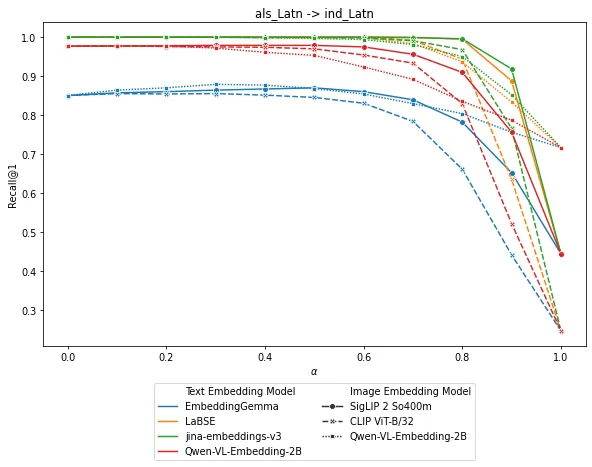 als_Latn -> ind_Latn
Recall@1
1.0
0.9
0.8
0.7
0.6
0.5
0.4
0.3
0.0 0.2 0.4 0.6 0.8 1.0
α
Text Embedding Model Image Embedding Model
EmbeddingGemma SigLIP 2 So400m
LaBSE CLIP ViT-B/32
jina-embeddings-v3 Qwen-VL-Embedding-2B
Qwen-VL-Embedding-2B